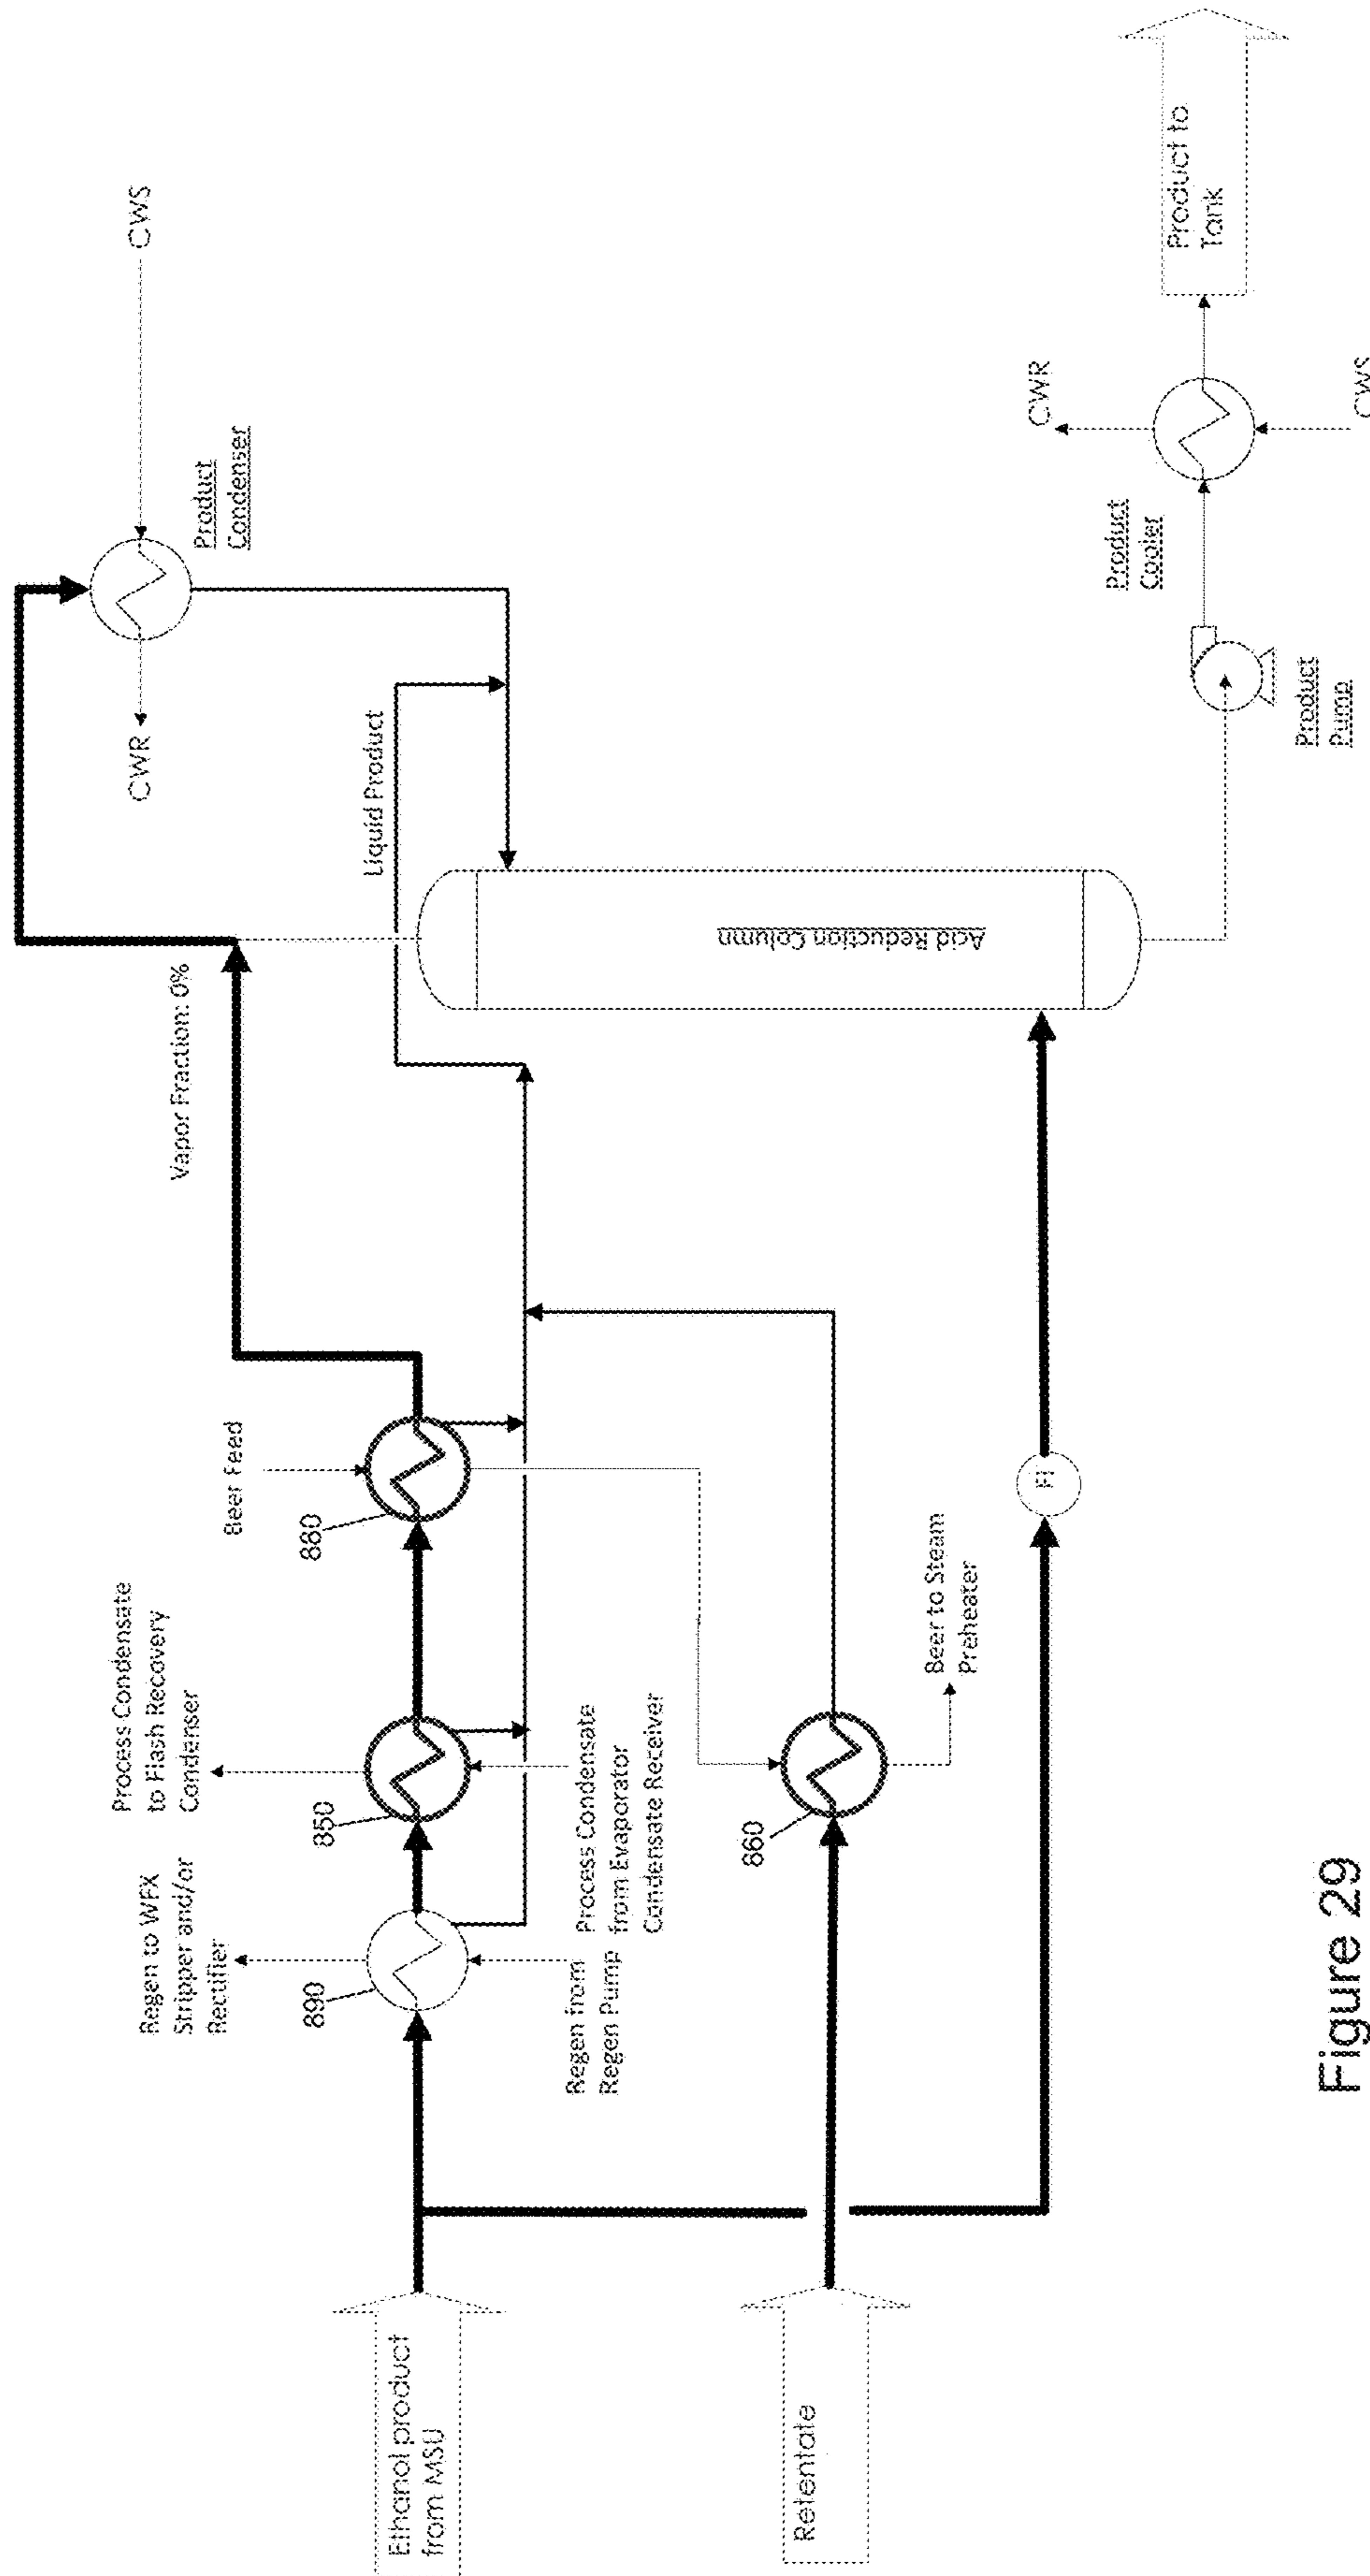 Ethanol product
from MSU
Retentate
Regen to WFX
Stripper and/or
Rectifier
890
Regen from
Regen Pump
Process Condensate
to Flash Recovery
Condenser
850
Process Condensate
from Evaporator
Condensate Receiver
Beer Feed
880
860
Beer to Steam
Preheater
FI
Vapor Fraction: 0%
Liquid Product
Acid Reduction Column
CWR
CWS
Product
Condenser
Product
Pump
Product
Cooler
CWR
CWS
Product to
Tank
Figure 29